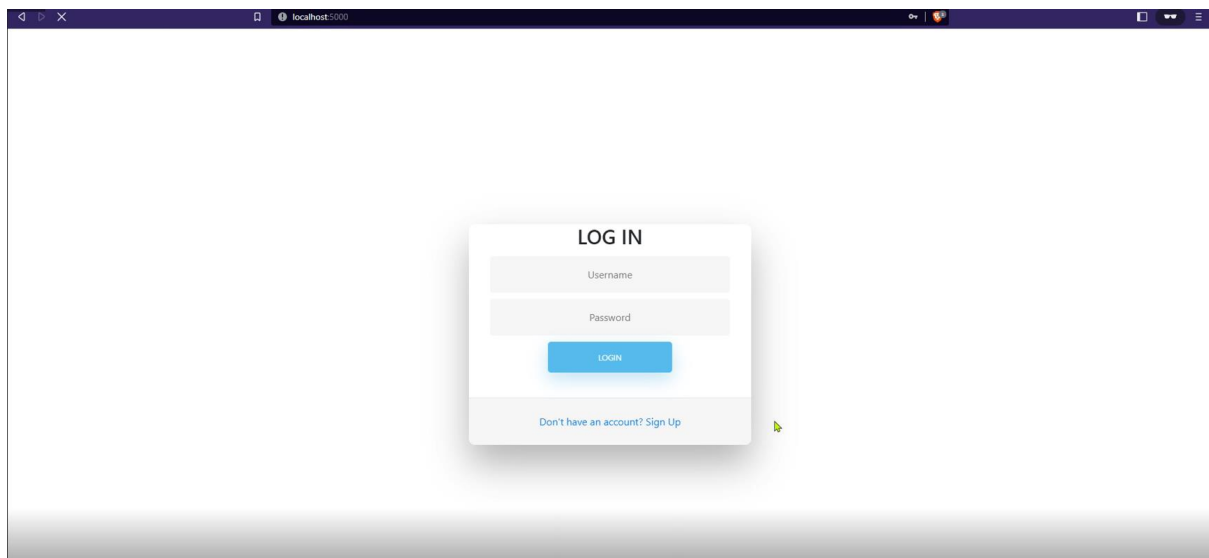 localhost:5000
LOG IN
Username
Password
LOGIN
Don't have an account? Sign Up